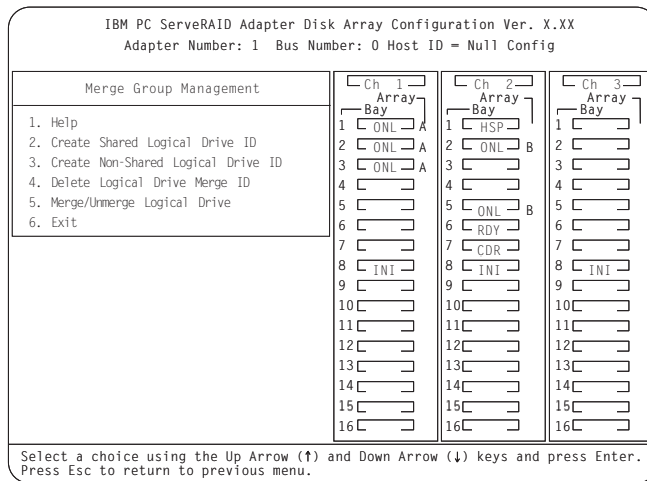 IBM PC ServeRAID Adapter Disk Array Configuration Ver. X.XX
Adapter Number: 1 Bus Number: 0 Host ID = Null Config
Merge Group Management
1. Help
2. Create Shared Logical Drive ID
3. Create Non-Shared Logical Drive ID
4. Delete Logical Drive Merge ID
5. Merge/Unmerge Logical Drive
6. Exit
Ch 1
Array
Bay
1 ONL A
2 ONL A
3 ONL A
4
5
6
7
8 INI
9
10
11
12
13
14
15
16
Ch 2
Array
Bay
1 HSP
2 ONL B
3
4
5 ONL B
6 RDY
7 CDR
8 INI
9
10
11
12
13
14
15
16
Ch 3
Array
Bay
1
2
3
4
5
6
7
8 INI
9
10
11
12
13
14
15
16
Select a choice using the Up Arrow (↑) and Down Arrow (↓) keys and press Enter.
Press Esc to return to previous menu.